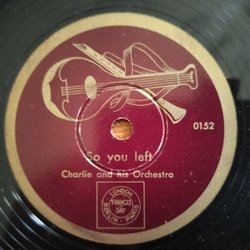 0152
So you left
Charlie and his Orchestra
LONDON
FRANCIS
& DAY
BERLIN - PARIS